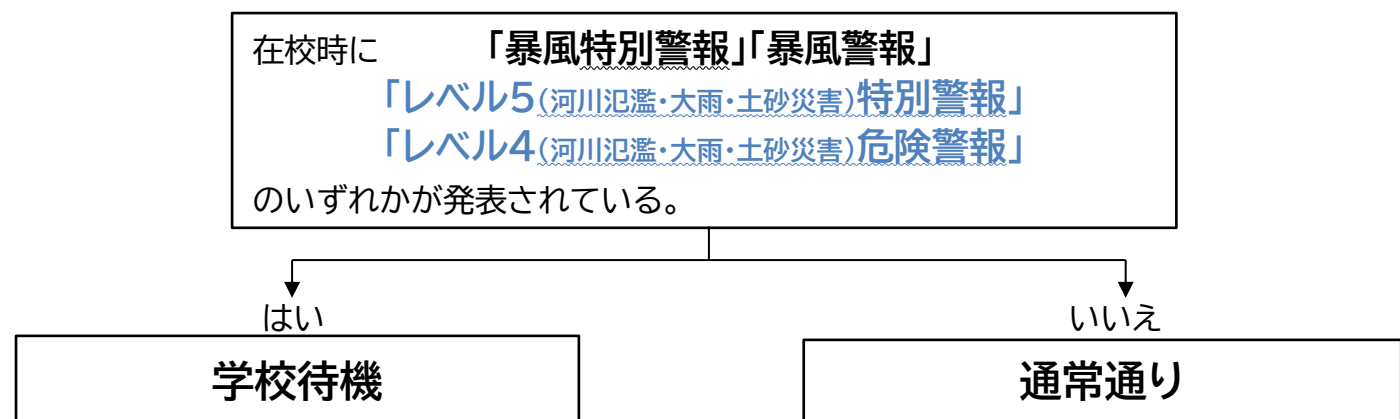 在校時に 「暴風特別警報」「暴風警報」
「レベル5(河川氾濫・大雨・土砂災害)特別警報」
「レベル4(河川氾濫・大雨・土砂災害)危険警報」
のいずれかが発表されている。
はい
いいえ
学校待機
通常通り